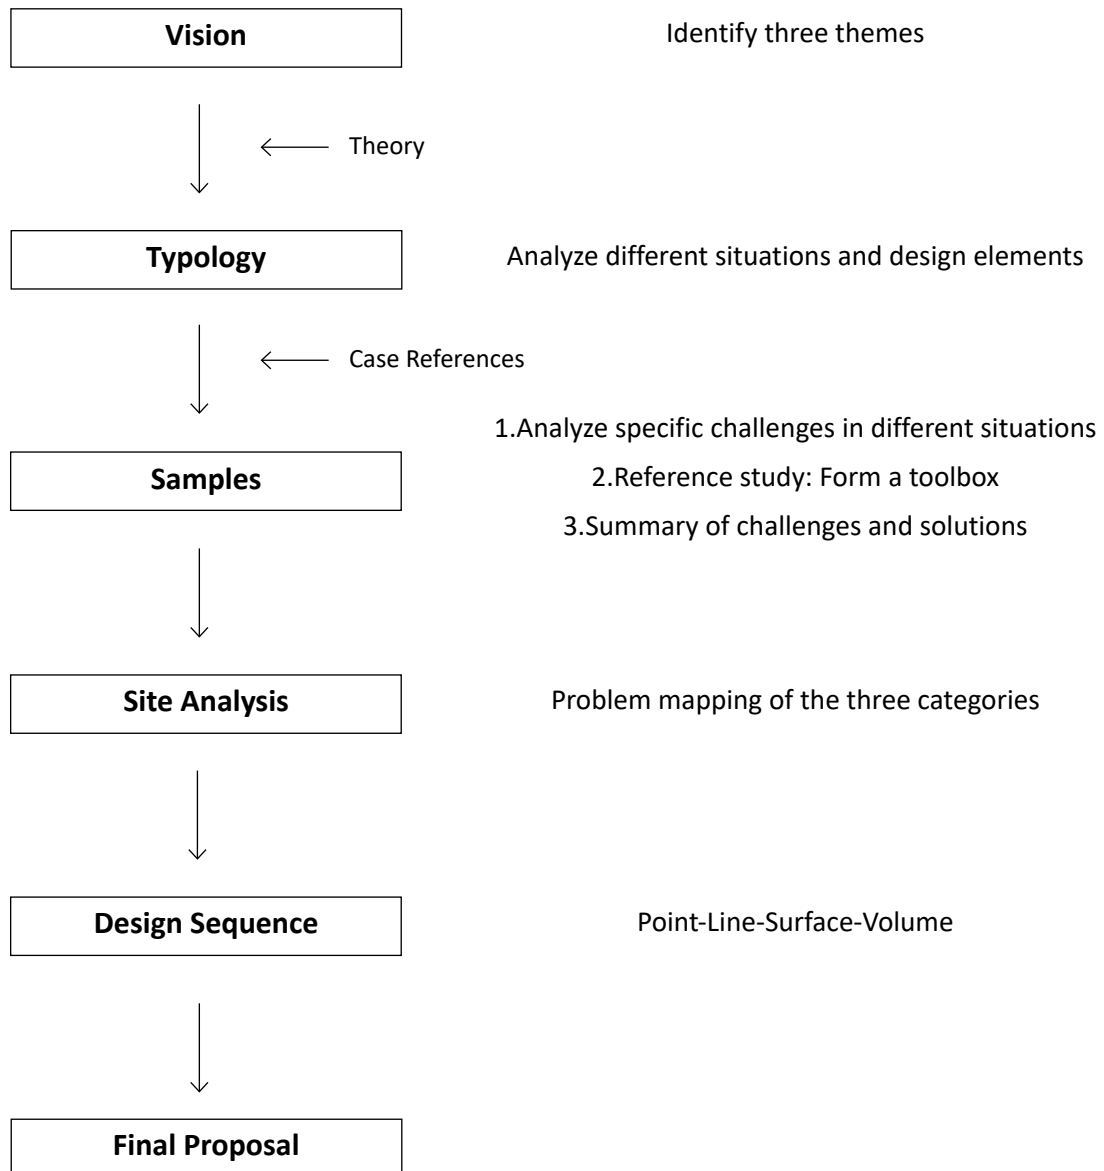 Vision
Identify three themes
Theory
Typology
Analyze different situations and design elements
Case References
1.Analyze specific challenges in different situations
Samples
2.Reference study: Form a toolbox
3.Summary of challenges and solutions
Site Analysis
Problem mapping of the three categories
Design Sequence
Point-Line-Surface-Volume
Final Proposal